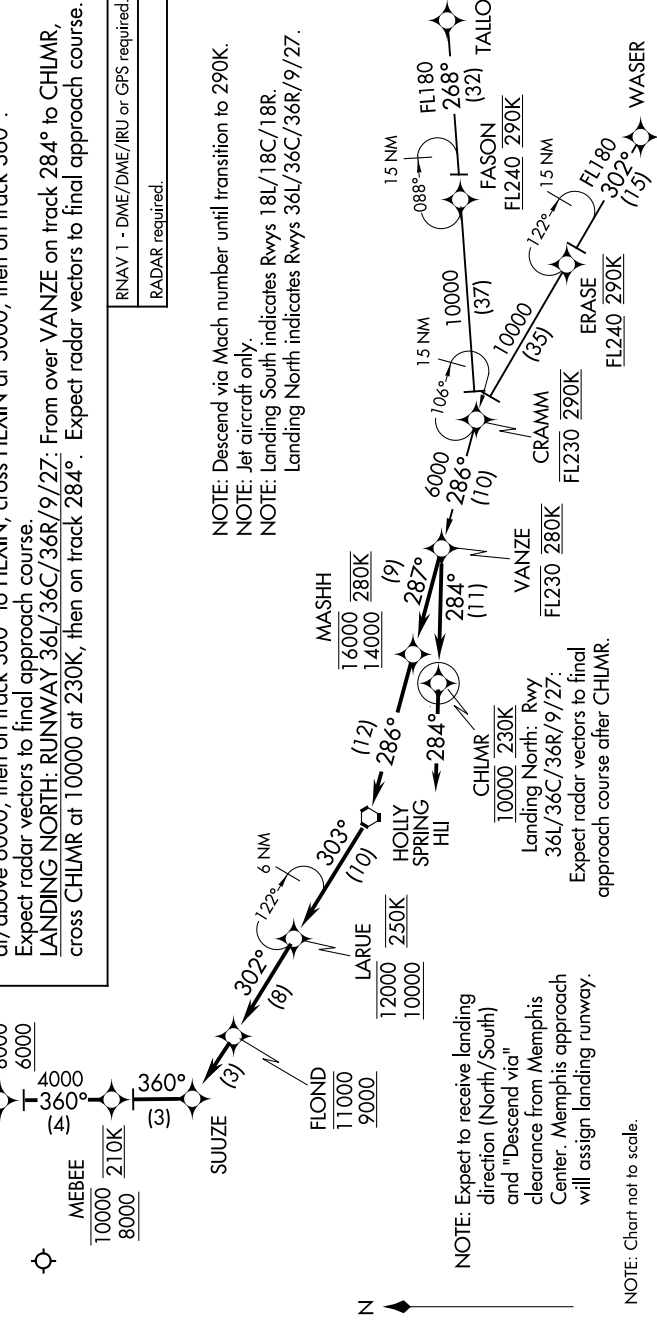 at/above 6000, then on track 360° to HEXIN, cross HEXIN at 5000, then on track 360°.
Expect radar vectors to final approach course.
LANDING NORTH: RUNWAY 36L/36C/36R/9/27: From over VANZE on track 284° to CHLMR,
cross CHLMR at 10000 at 230K, then on track 284°. Expect radar vectors to final approach course.
RNAV 1 - DME/DME/IRU or GPS required.
RADAR required.
NOTE: Descend via Mach number until transition to 290K.
NOTE: Jet aircraft only.
NOTE: Landing South indicates Rwys 18L/18C/18R.
Landing North indicates Rwys 36L/36C/36R/9/27.
8000
6000
4000
360°
(4)
MEBEE
10000 210K
8000
360°
(3)
SUUZE
(3)
FLOND
11000
9000
302°
(8)
122°
6 NM
LARUE
12000 250K
10000
303°
(10)
HOLLY
SPRING
HLI
(12)
286°
MASHH
16000 280K
14000
(9)
287°
284°
(11)
284°
CHLMR
10000 230K
Landing North: Rwy
36L/36C/36R/9/27:
Expect radar vectors to final
approach course after CHLMR.
VANZE
FL230 280K
6000
286°
(10)
106°
15 NM
CRAMM
FL230 290K
10000
(37)
088°
15 NM
FASON
FL240 290K
FL180
268°
(32)
TALLO
10000
(35)
122°
15 NM
ERASE
FL240 290K
FL180
302°
(15)
WASER
NOTE: Expect to receive landing
direction (North/South)
and "Descend via"
clearance from Memphis
Center. Memphis approach
will assign landing runway.
N
NOTE: Chart not to scale.